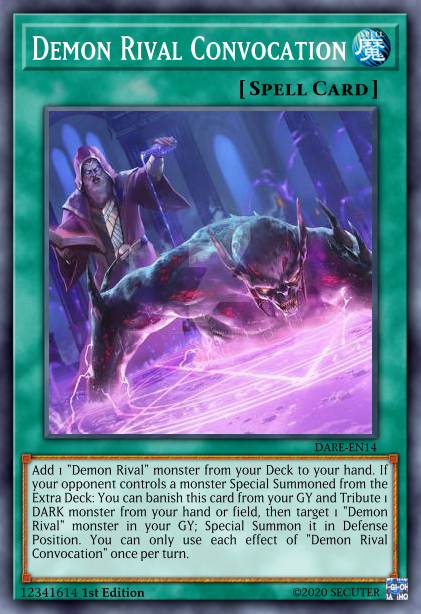 Demon Rival Convocation 魔
[ Spell Card ]
DARE-EN14
Add 1 "Demon Rival" monster from your Deck to your hand. If
your opponent controls a monster Special Summoned from the
Extra Deck: You can banish this card from your GY and Tribute 1
DARK monster from your hand or field, then target 1 "Demon
Rival" monster in your GY; Special Summon it in Defense
Position. You can only use each effect of "Demon Rival
Convocation" once per turn.
12341614 1st Edition ©2020 SECUTER